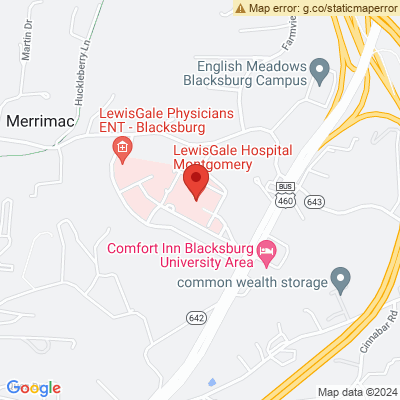 Map error: g.co/staticmaperror
Martin Dr
Huckleberry Ln
Farmvie
English Meadows
Blacksburg Campus
LewisGale Physicians
ENT - Blacksburg
Merrimac
LewisGale Hospital
Montgomery
BUS
460
643
Comfort Inn Blacksburg
University Area
common wealth storage
642
Cinnabar Rd
Google
Map data ©2024